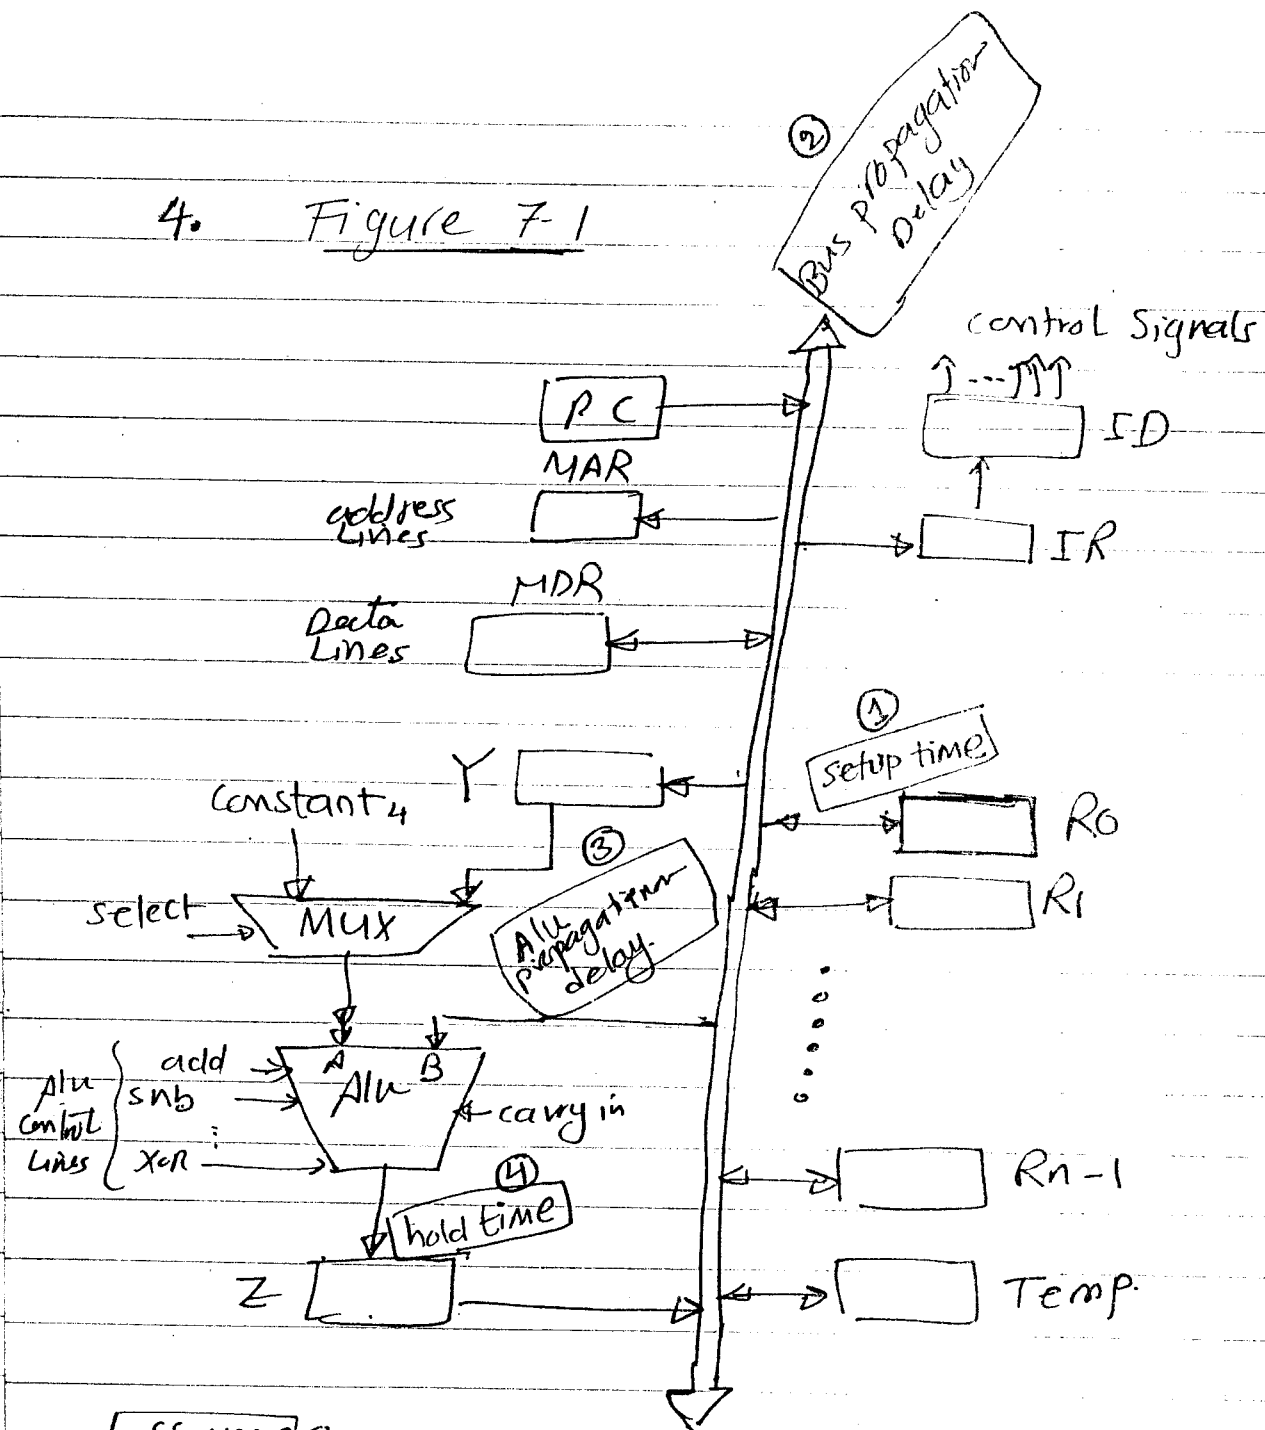 ②
Bus propagation
Delay
4. Figure 7-1
control signals
...
PC
ID
MAR
address
Lines
IR
MDR
Data
Lines
①
setup time
Y
constant 4
R0
③
select
MUX
Alu
propagation
delay.
R1
add
A
B
Alu
snb
Alu
control
Lines
carry in
XOR
④
Rn-1
hold time
Z
Temp.